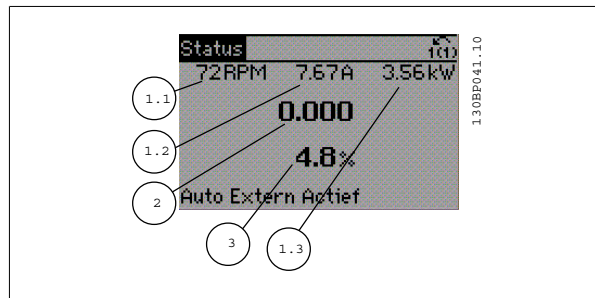 Status 1(1)
72RPM 7.67A 3.56kW
0.000
4.8%
Auto Extern Actief
1.1
1.2
2
3
1.3
130BP041.10